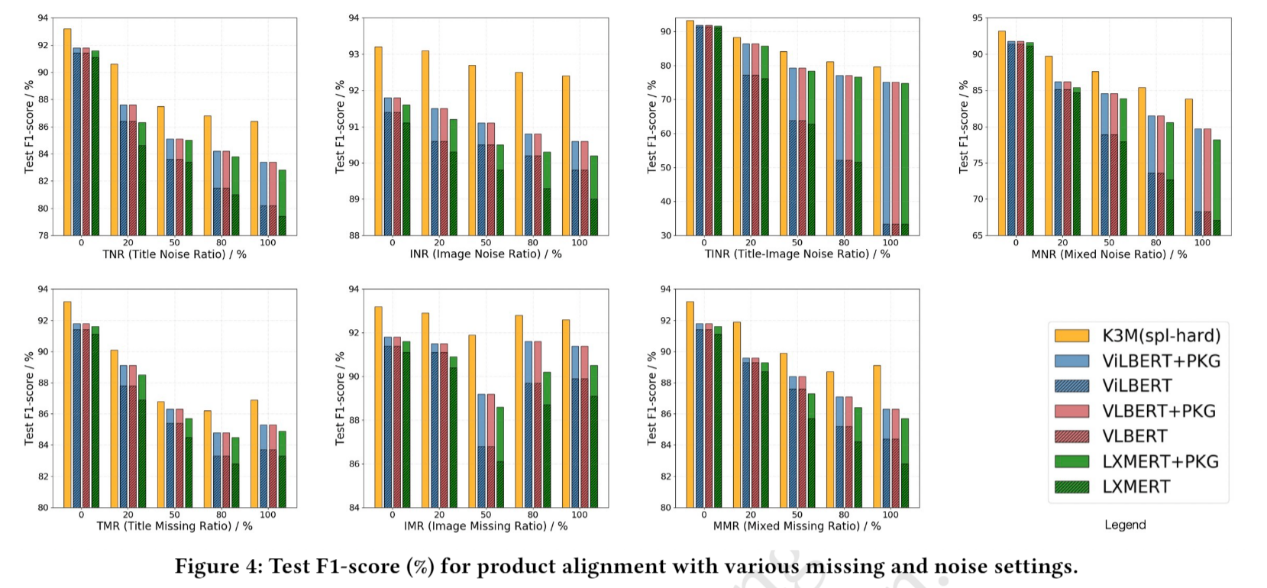 94
92
90
88
86
84
82
80
78
Test F1-score / %
0 20 50 80 100
TNR (Title Noise Ratio) / %
94
93
92
91
90
89
88
Test F1-score / %
0 20 50 80 100
INR (Image Noise Ratio) / %
90
80
70
60
50
40
30
Test F1-score / %
0 20 50 80 100
TINR (Title-Image Noise Ratio) / %
95
90
85
80
75
70
65
Test F1-score / %
0 20 50 80 100
MNR (Mixed Noise Ratio) / %
94
92
90
88
86
84
82
80
Test F1-score / %
0 20 50 80 100
TMR (Title Missing Ratio) / %
94
92
90
88
86
84
Test F1-score / %
0 20 50 80 100
IMR (Image Missing Ratio) / %
94
92
90
88
86
84
82
80
Test F1-score / %
0 20 50 80 100
MMR (Mixed Missing Ratio) / %
K3M(spl-hard)
ViLBERT+PKG
ViLBERT
VLBERT+PKG
VLBERT
LXMERT+PKG
LXMERT
Legend
Figure 4: Test F1-score (%) for product alignment with various missing and noise settings.